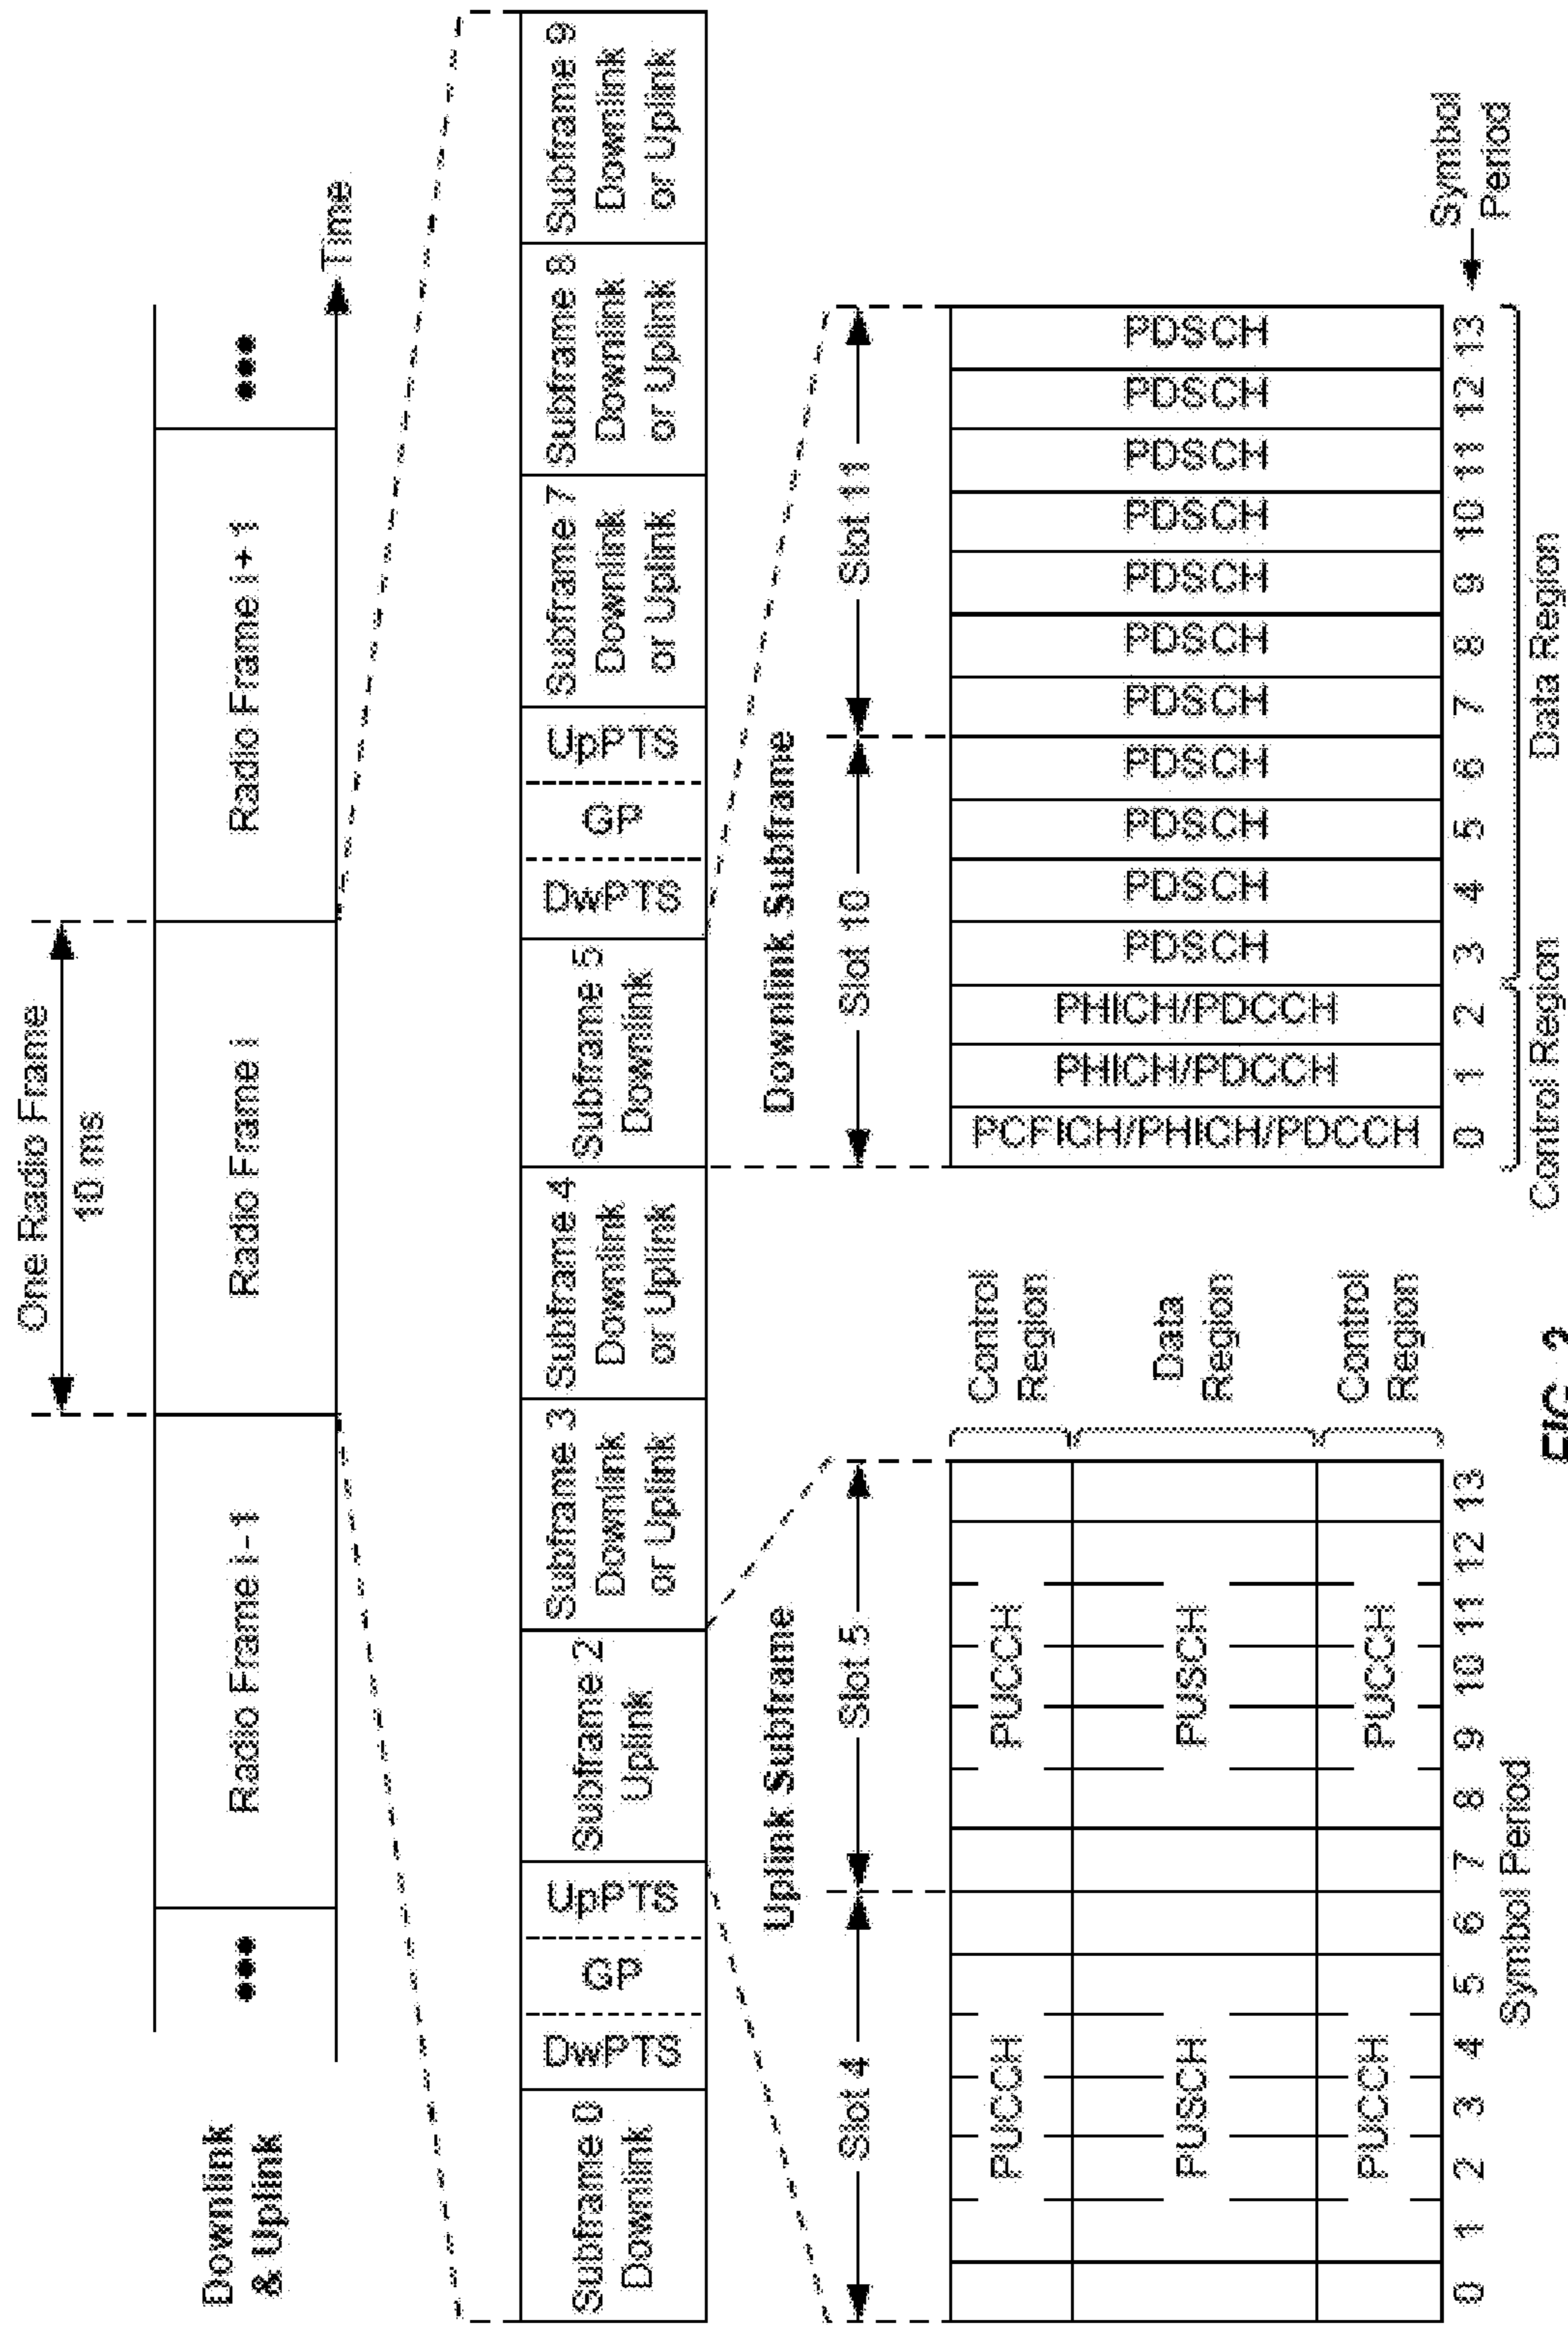 One Radio Frame
10 ms
Downlink
& Uplink
•••
Radio Frame i - 1
Radio Frame i
Radio Frame i + 1
•••
Time
Subframe 0
Downlink
DwPTS
GP
UpPTS
Subframe 2
Uplink
Subframe 3
Downlink
or Uplink
Subframe 4
Downlink
or Uplink
Subframe 5
Downlink
DwPTS
GP
UpPTS
Subframe 7
Downlink
or Uplink
Subframe 8
Downlink
or Uplink
Subframe 9
Downlink
or Uplink
Uplink Subframe
Slot 4
Slot 5
PUCCH
PUCCH
PUSCH
PUSCH
PUCCH
PUCCH
0 1 2 3 4 5 6 7 8 9 10 11 12 13
Symbol Period
Control
Region
Data
Region
Control
Region
Downlink Subframe
Slot 10
Slot 11
PCFICH/PHICH/PDCCH
PHICH/PDCCH
PHICH/PDCCH
PDSCH
PDSCH
PDSCH
PDSCH
PDSCH
PDSCH
PDSCH
PDSCH
PDSCH
PDSCH
PDSCH
0 1 2 3 4 5 6 7 8 9 10 11 12 13
Symbol
Period
Control Region
Data Region